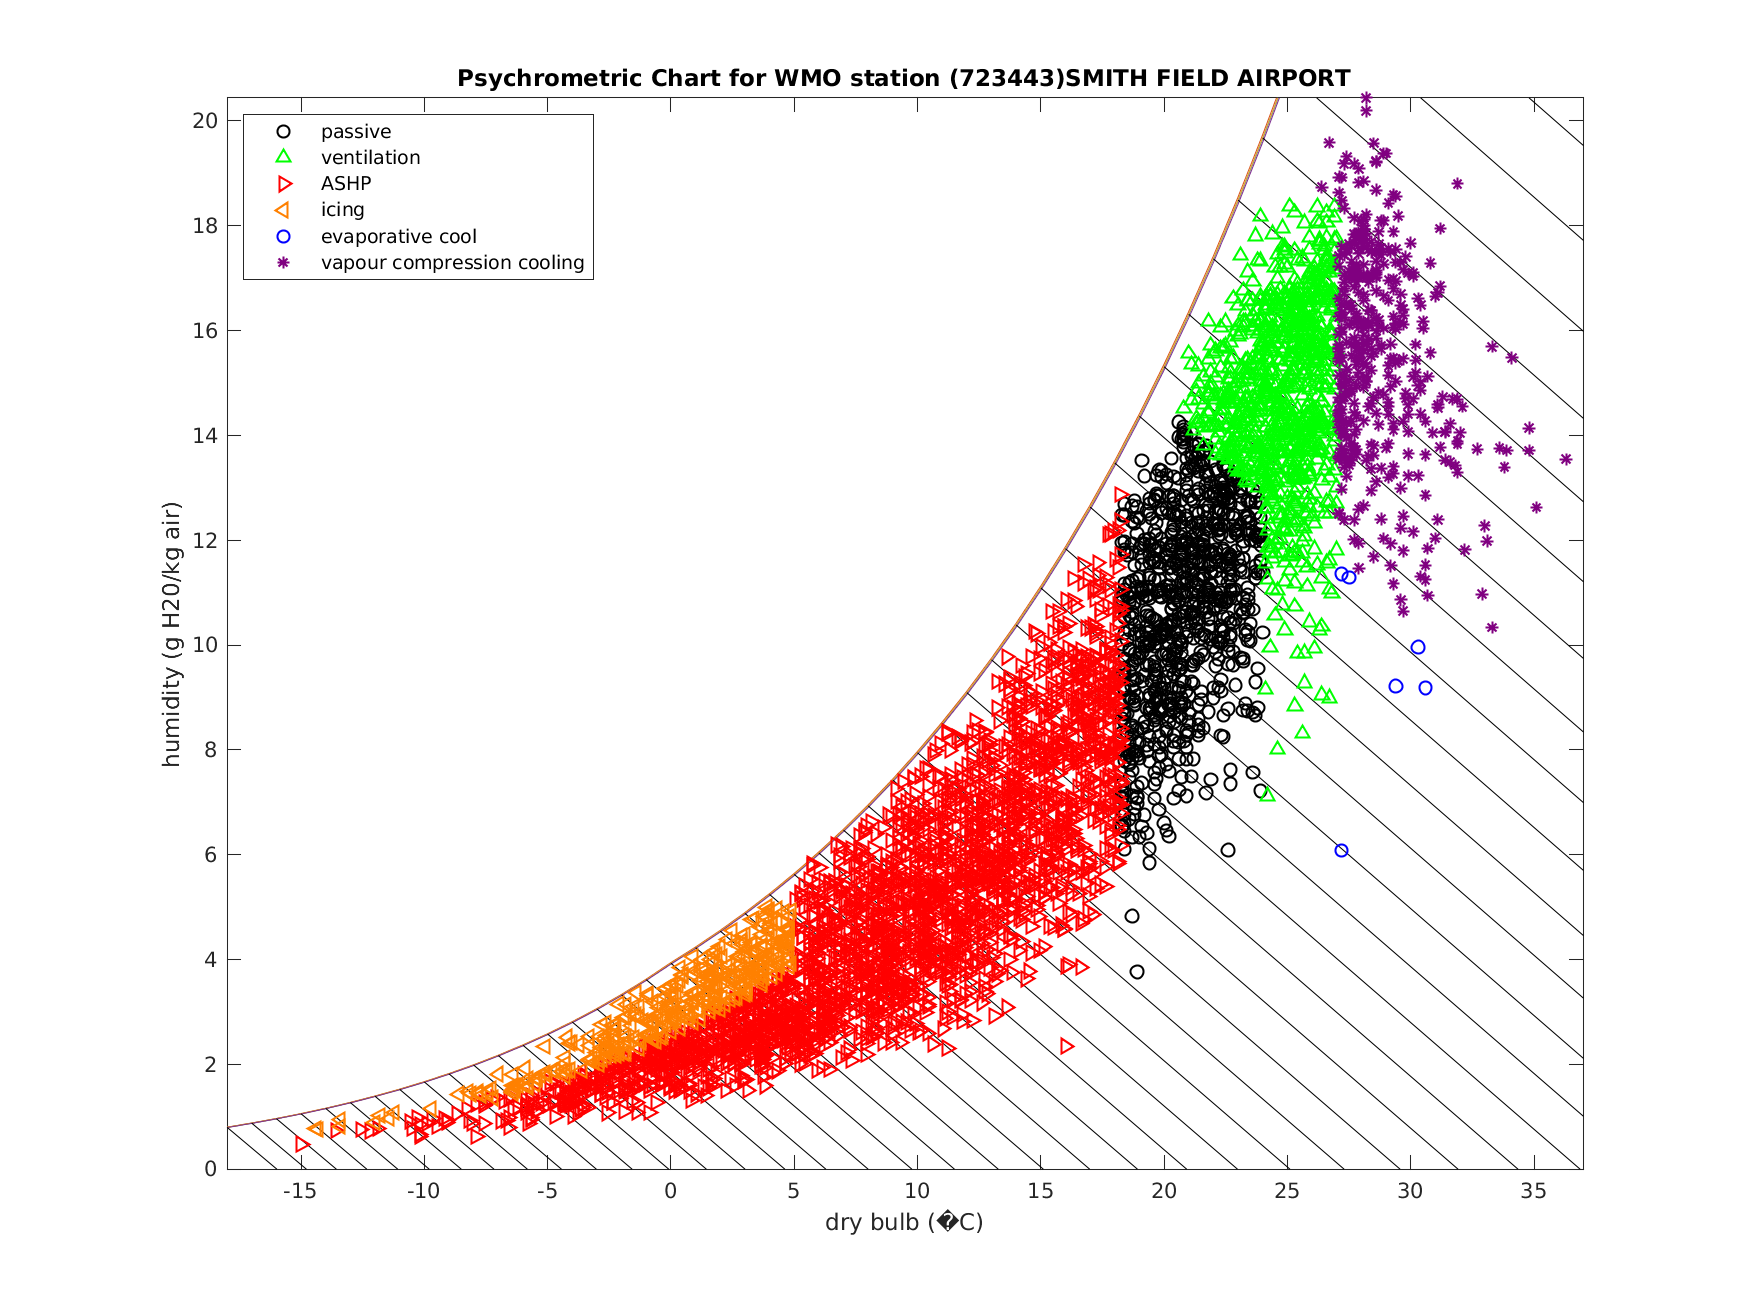 Psychrometric Chart for WMO station (723443)SMITH FIELD AIRPORT
passive
ventilation
ASHP
icing
evaporative cool
vapour compression cooling
20
18
16
14
12
10
8
6
4
2
0
humidity (g H20/kg air)
-15 -10 -5 0 5 10 15 20 25 30 35
dry bulb (�C)